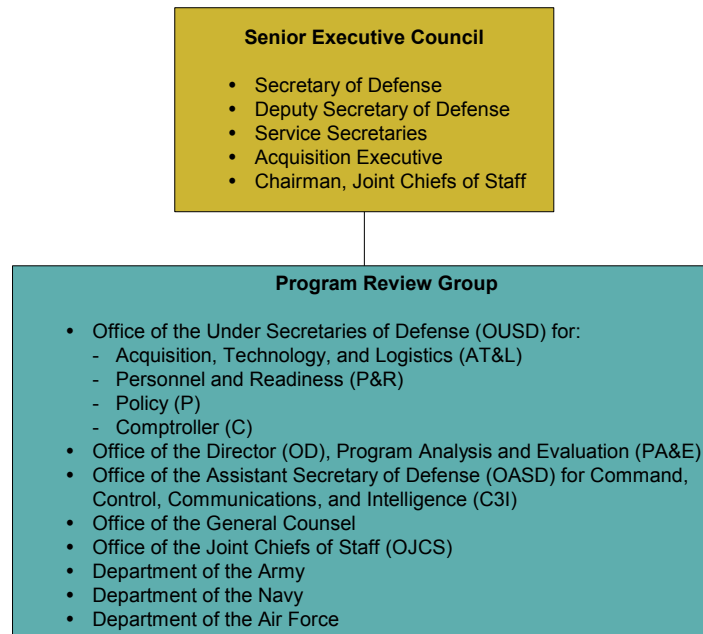 Senior Executive Council
• Secretary of Defense
• Deputy Secretary of Defense
• Service Secretaries
• Acquisition Executive
• Chairman, Joint Chiefs of Staff
Program Review Group
• Office of the Under Secretaries of Defense (OUSD) for:
- Acquisition, Technology, and Logistics (AT&L)
- Personnel and Readiness (P&R)
- Policy (P)
- Comptroller (C)
• Office of the Director (OD), Program Analysis and Evaluation (PA&E)
• Office of the Assistant Secretary of Defense (OASD) for Command,
Control, Communications, and Intelligence (C3I)
• Office of the General Counsel
• Office of the Joint Chiefs of Staff (OJCS)
• Department of the Army
• Department of the Navy
• Department of the Air Force